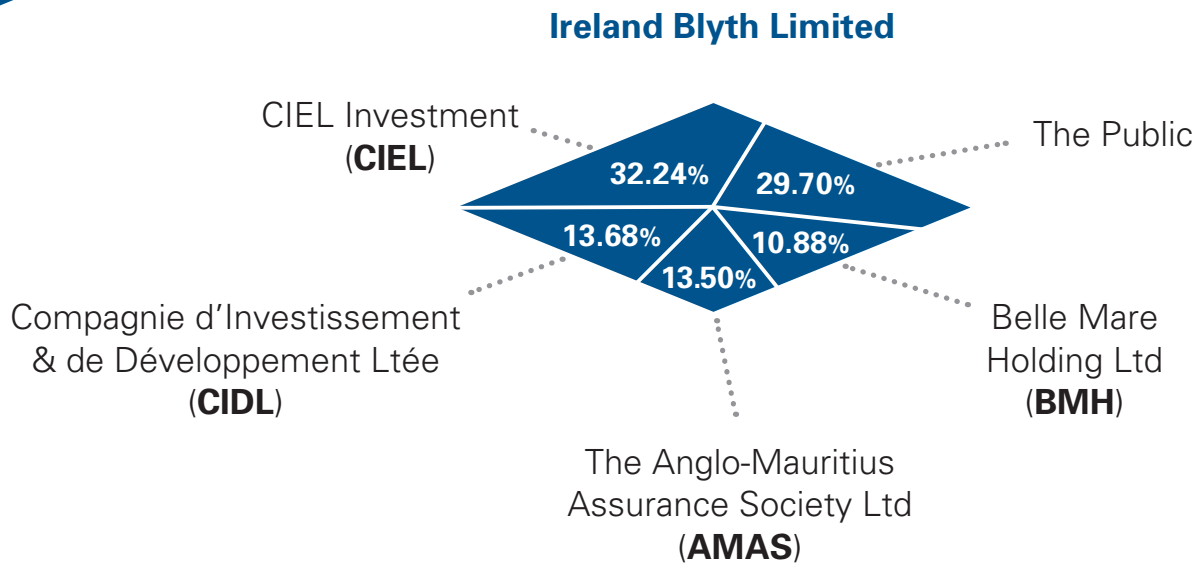 Ireland Blyth Limited
CIEL Investment
(CIEL)
The Public
32.24%
29.70%
13.68%
10.88%
13.50%
Compagnie d’Investissement
& de Développement Ltée
(CIDL)
Belle Mare
Holding Ltd
(BMH)
The Anglo-Mauritius
Assurance Society Ltd
(AMAS)